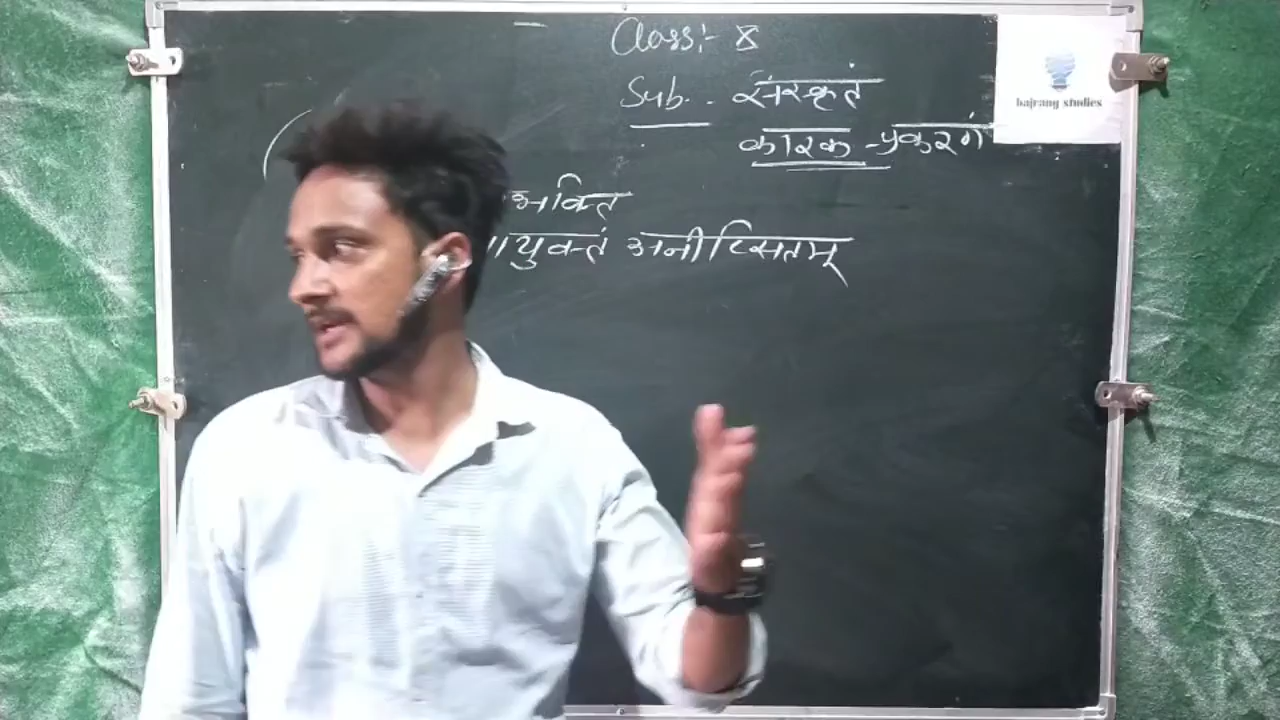 Class:- 8
bajrang studies
Sub. - संस्कृतं
कारक - प्रकरणं
भक्ति
युक्तं अनीप्सितम्